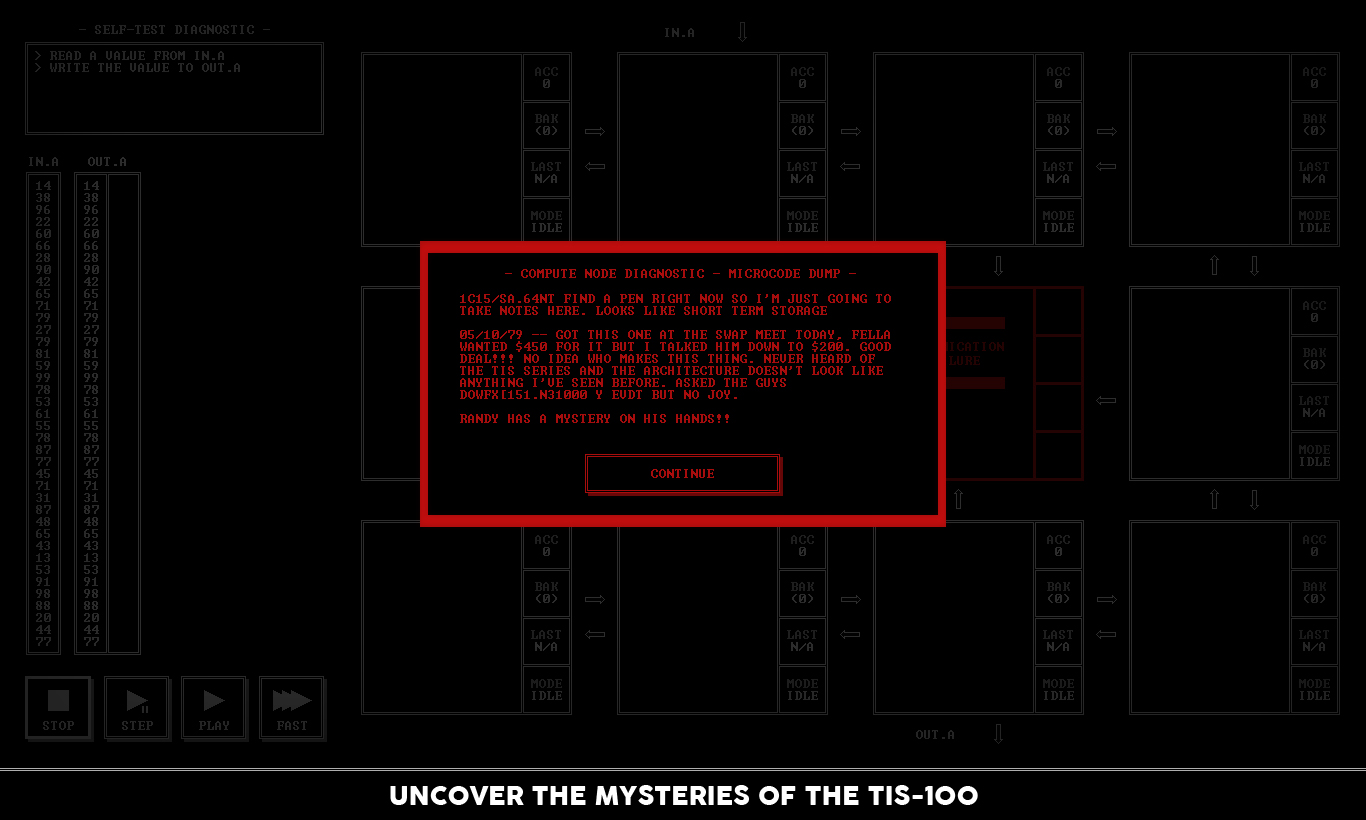 - SELF-TEST DIAGNOSTIC -
> READ A VALUE FROM IN.A
> WRITE THE VALUE TO OUT.A
IN.A OUT.A
14 14
38 38
96 96
22 22
60 60
66 66
28 28
90 90
42 42
65 65
71 71
79 79
27 27
79 79
81 81
59 59
99 99
78 78
53 53
61 61
55 55
78 78
87 87
77 77
45 45
71 71
31 31
87 87
48 48
65 65
43 43
13 13
53 53
91 91
98 98
88 88
20 20
44 44
77 77
STOP STEP PLAY FAST
IN.A
ACC ACC ACC ACC
0 0 0 0
BAK BAK BAK BAK
(0) (0) (0) (0)
LAST LAST LAST LAST
N/A N/A N/A N/A
MODE MODE MODE MODE
IDLE IDLE IDLE IDLE
- COMPUTE NODE DIAGNOSTIC - MICROCODE DUMP -
1C15/SA.64NT FIND A PEN RIGHT NOW SO I'M JUST GOING TO
TAKE NOTES HERE. LOOKS LIKE SHORT TERM STORAGE
05/10/79 -- GOT THIS ONE AT THE SWAP MEET TODAY. FELLA
WANTED $450 FOR IT BUT I TALKED HIM DOWN TO $200. GOOD
DEAL!!! NO IDEA WHO MAKES THIS THING. NEVER HEARD OF
THE TIS SERIES AND THE ARCHITECTURE DOESN'T LOOK LIKE
ANYTHING I'VE SEEN BEFORE. ASKED THE GUYS
DOWFX[151.N31000 Y EUDT BUT NO JOY.
RANDY HAS A MYSTERY ON HIS HANDS!!
CONTINUE
ICATION
LURE
ACC
0
BAK
(0)
LAST
N/A
MODE
IDLE
ACC ACC ACC ACC
0 0 0 0
BAK BAK BAK BAK
(0) (0) (0) (0)
LAST LAST LAST LAST
N/A N/A N/A N/A
MODE MODE MODE MODE
IDLE IDLE IDLE IDLE
OUT.A
UNCOVER THE MYSTERIES OF THE TIS-100